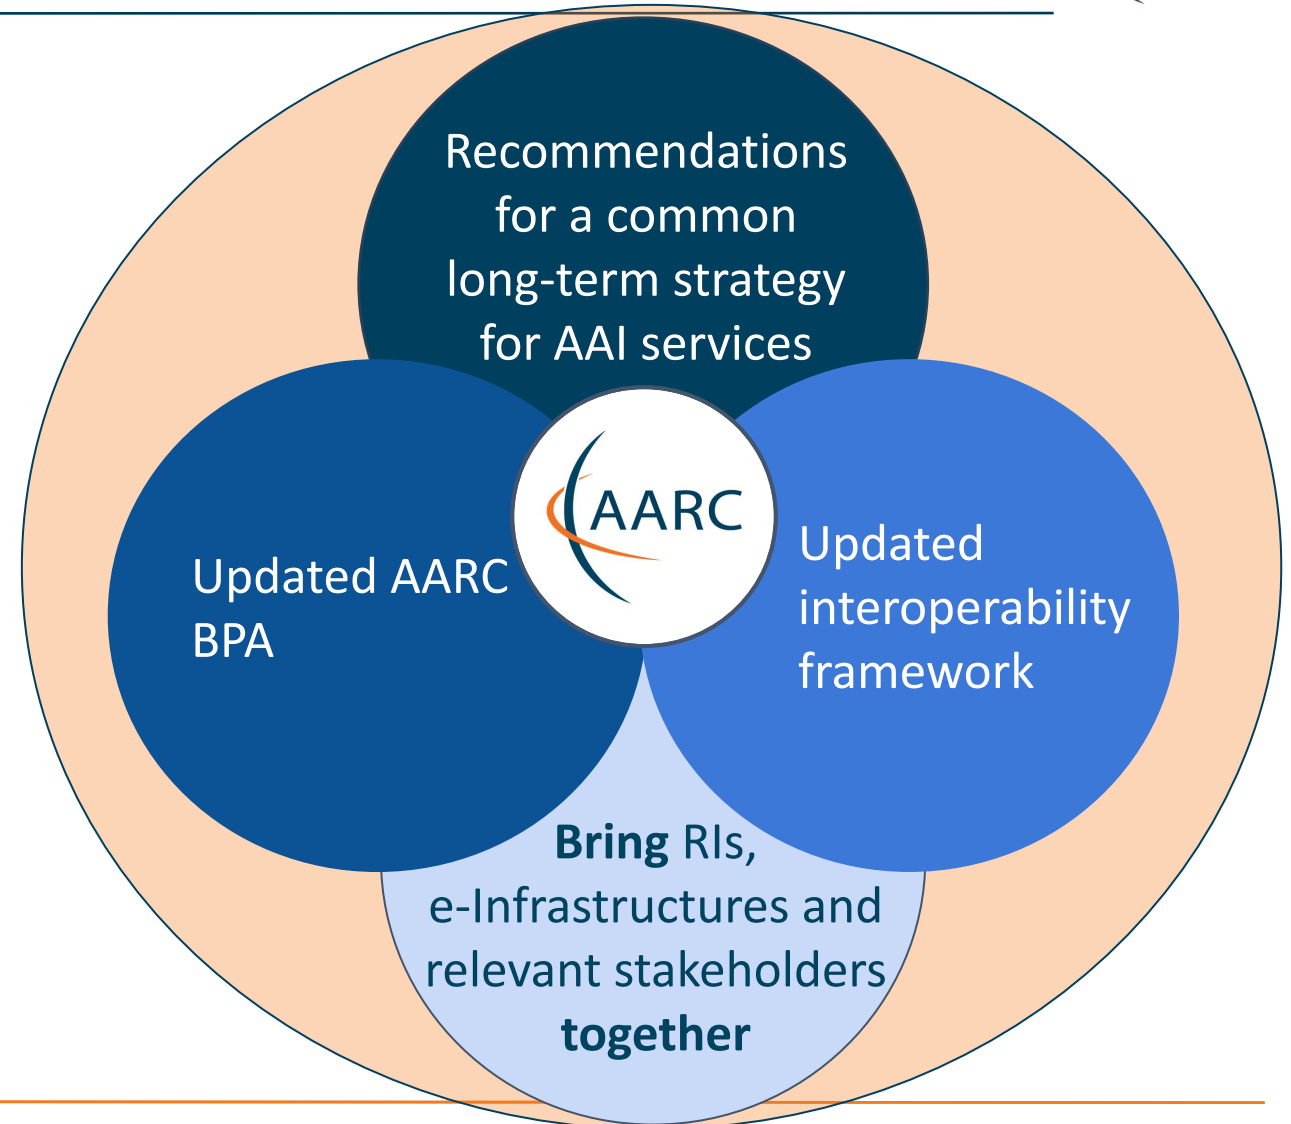 Recommendations
for a common
long-term strategy
for AAI services
AARC
Updated AARC
BPA
Updated
interoperability
framework
Bring RIs,
e-Infrastructures and
relevant stakeholders
together